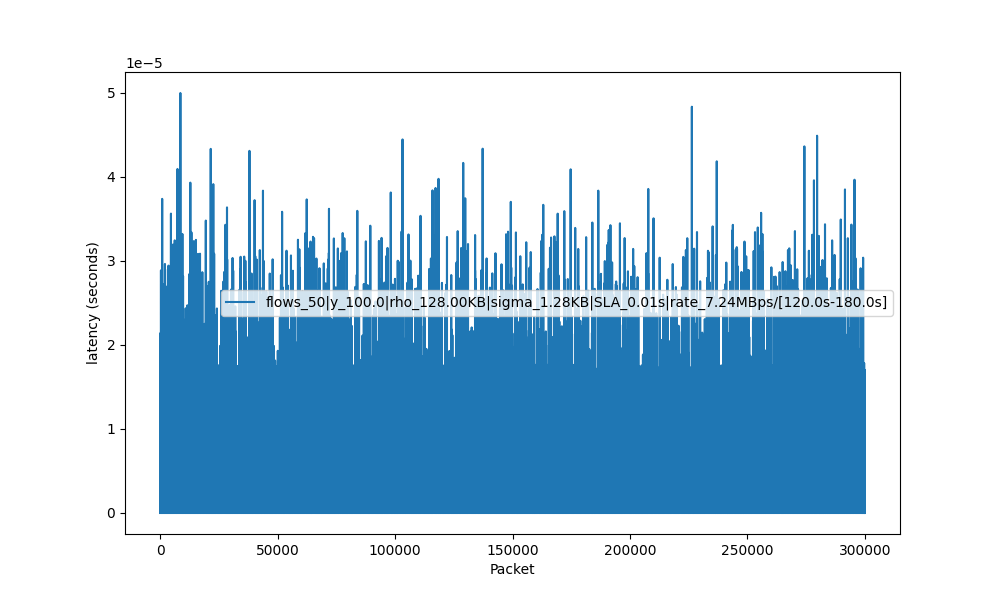 1e−5
5
4
3
2
1
0
latency (seconds)
flows_50|y_100.0|rho_128.00KB|sigma_1.28KB|SLA_0.01s|rate_7.24MBps/[120.0s-180.0s]
0 50000 100000 150000 200000 250000 300000
Packet